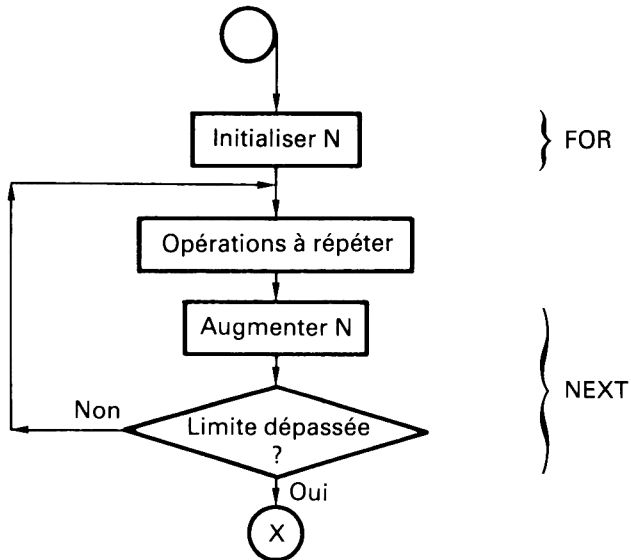 Initialiser N
FOR
Opérations à répéter
Augmenter N
NEXT
Non
Limite dépassée
?
Oui
X